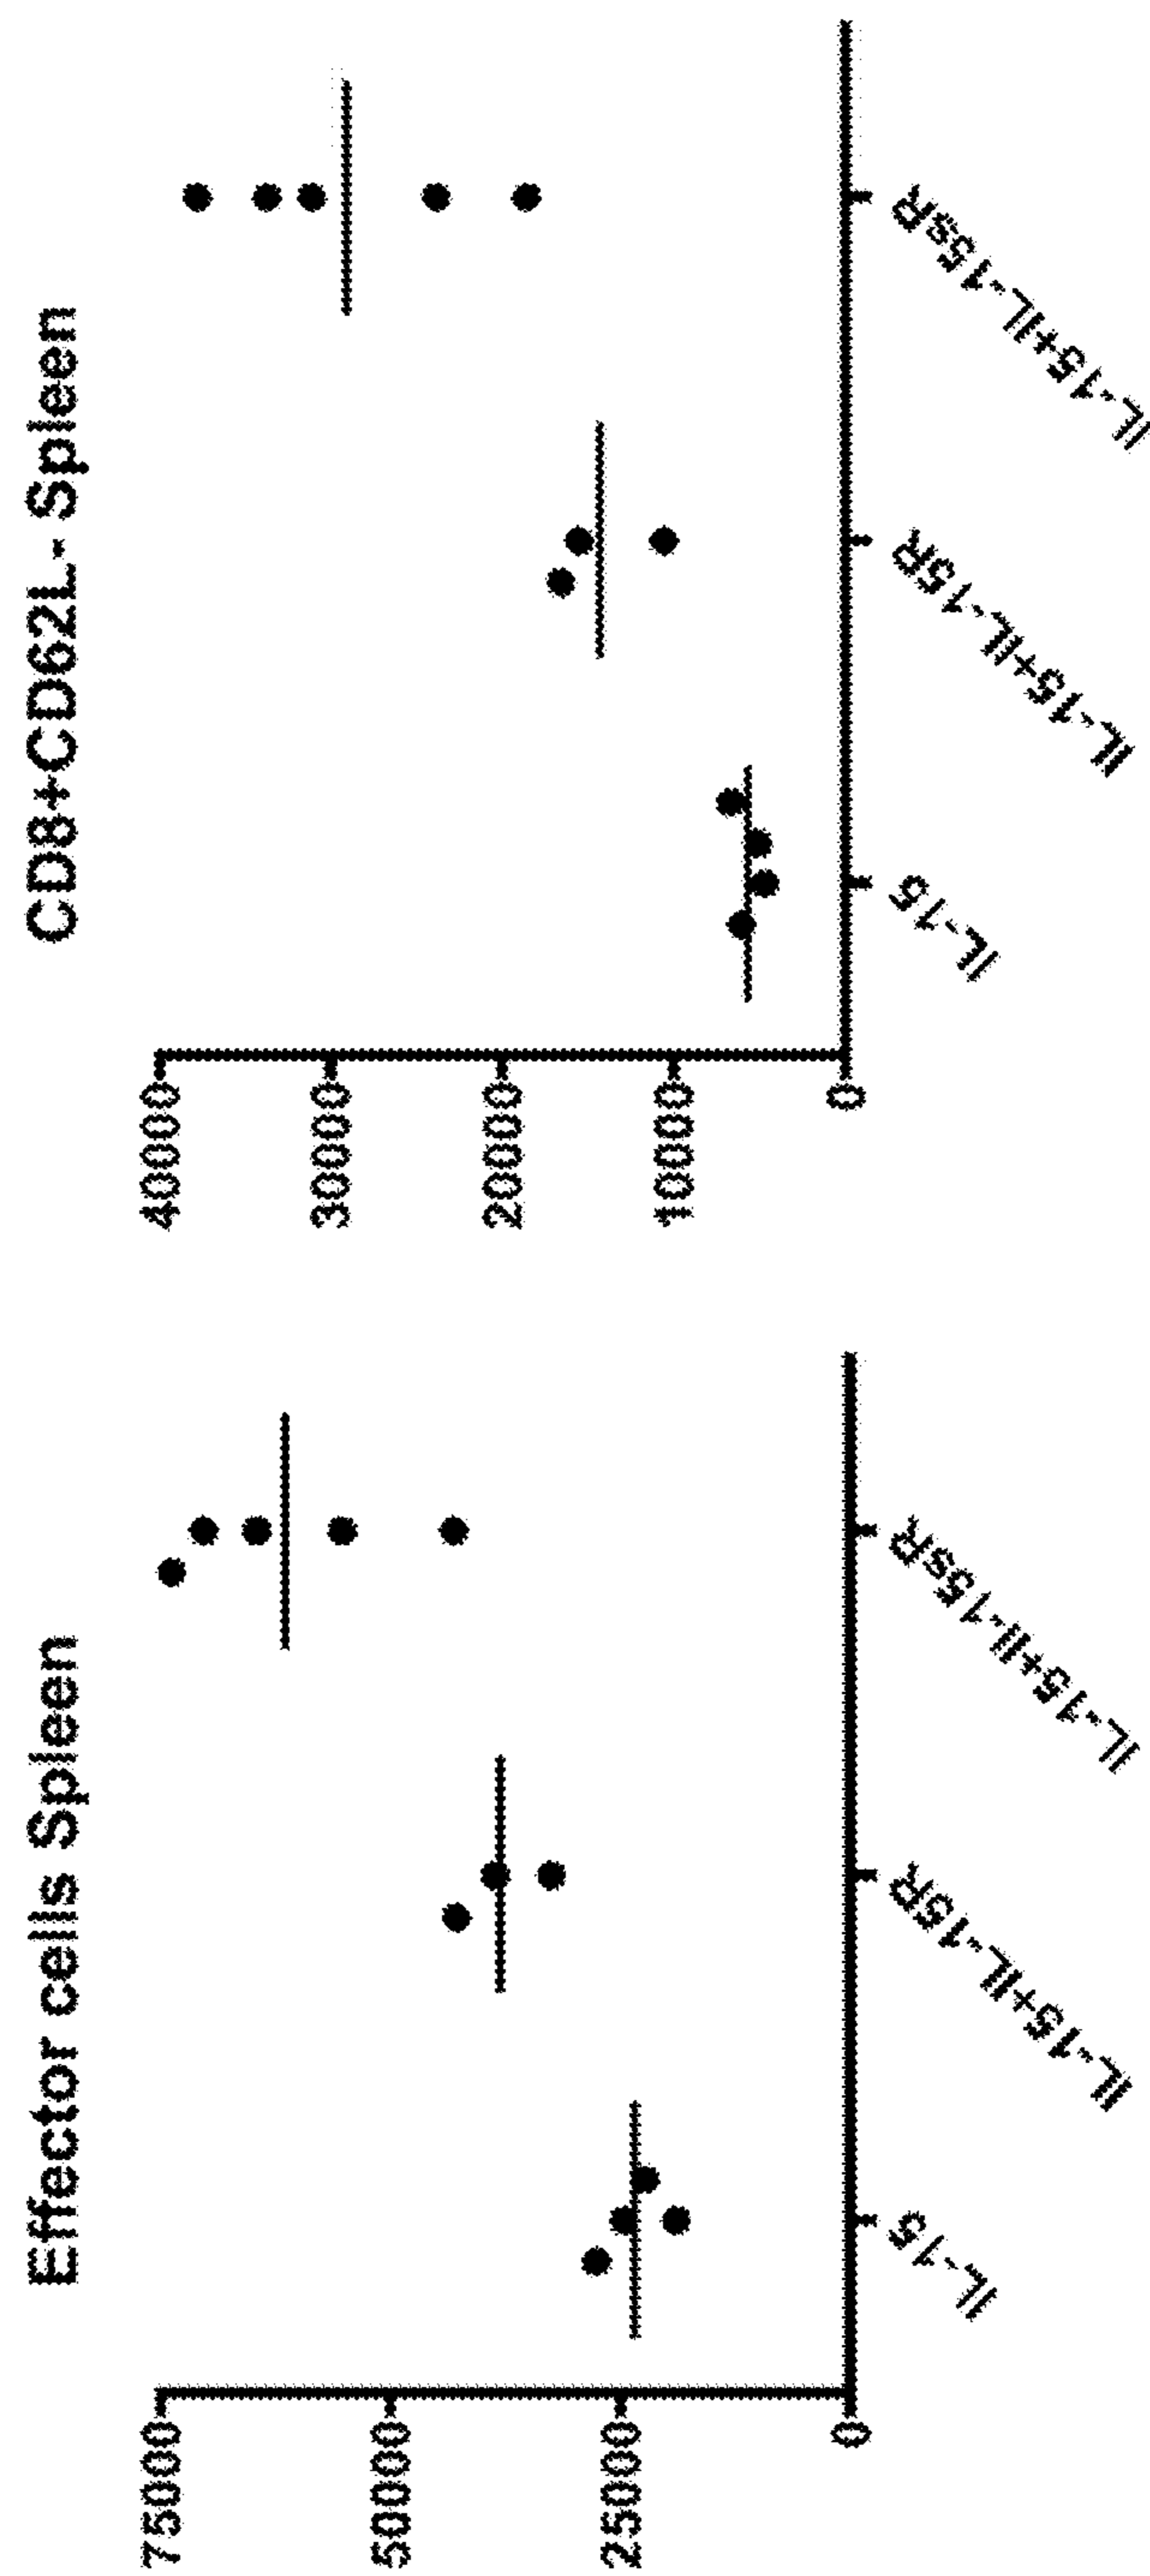 Effector cells Spleen
75000
50000
25000
0
IL-15
IL-15+IL-15R
IL-15+Il-15sR
CD8+CD62L- Spleen
40000
30000
20000
10000
0
IL-15
IL-15+IL-15R
IL-15+IL-15sR